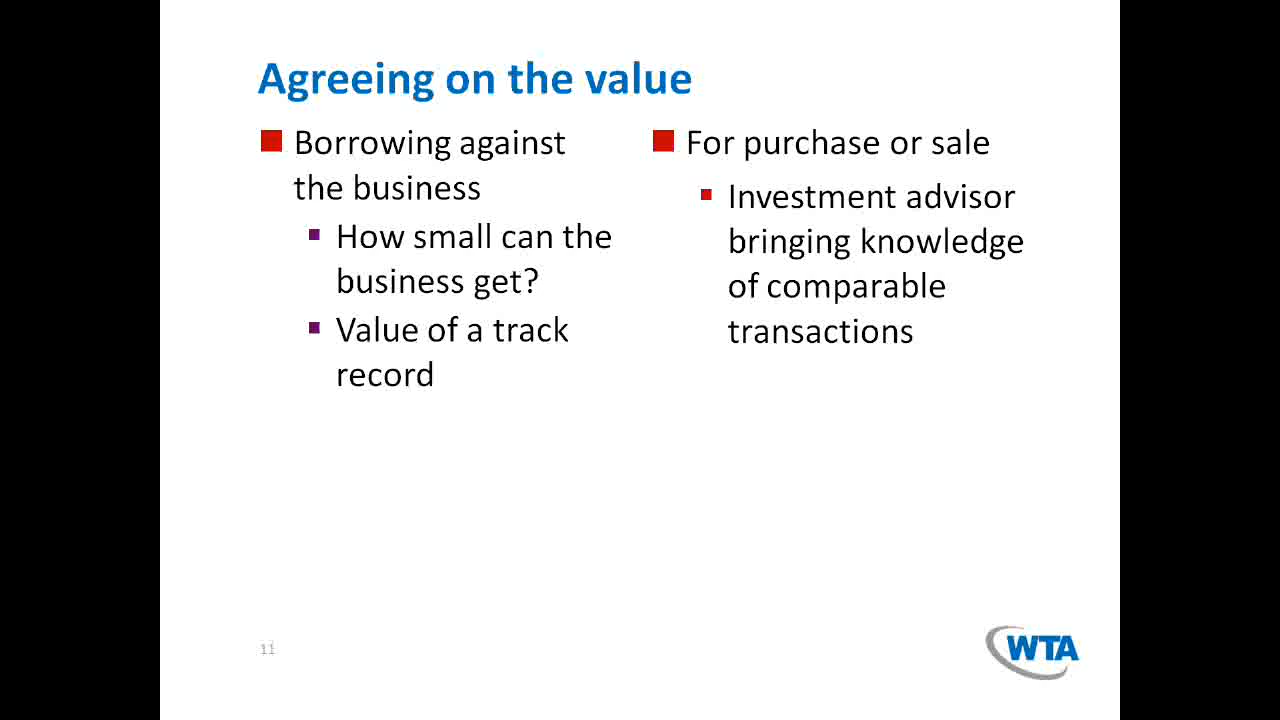 Agreeing on the value
Borrowing against
the business
How small can the
business get?
Value of a track
record
For purchase or sale
Investment advisor
bringing knowledge
of comparable
transactions
11
WTA